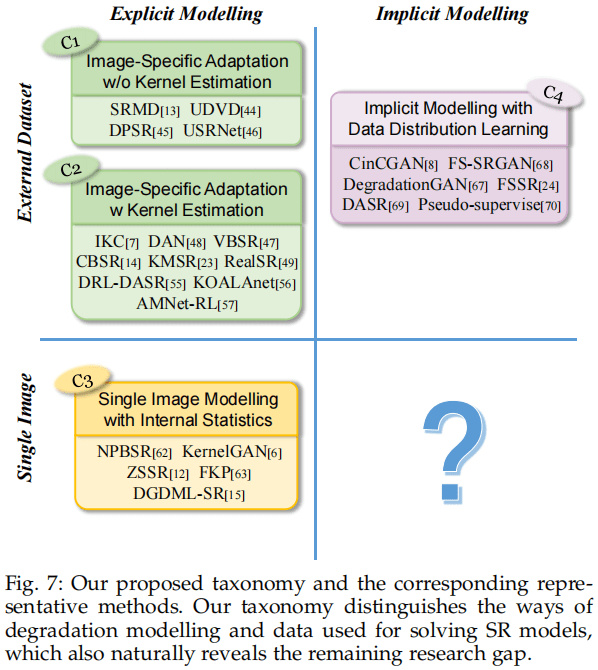 Explicit Modelling
Implicit Modelling
External Dataset
C1
Image-Specific Adaptation
w/o Kernel Estimation
SRMD[13] UDVD[44]
DPSR[45] USRNet[46]
C2
Image-Specific Adaptation
w Kernel Estimation
IKC[7] DAN[48] VBSR[47]
CBSR[14] KMSR[23] RealSR[49]
DRL-DASR[55] KOALAnet[56]
AMNet-RL[57]
C4
Implicit Modelling with
Data Distribution Learning
CinCGAN[8] FS-SRGAN[68]
DegradationGAN[67] FSSR[24]
DASR[69] Pseudo-supervise[70]
Single Image
C3
Single Image Modelling
with Internal Statistics
NPBSR[62] KernelGAN[6]
ZSSR[12] FKP[63]
DGDML-SR[15]
?
Fig. 7: Our proposed taxonomy and the corresponding repre-
sentative methods. Our taxonomy distinguishes the ways of
degradation modelling and data used for solving SR models,
which also naturally reveals the remaining research gap.